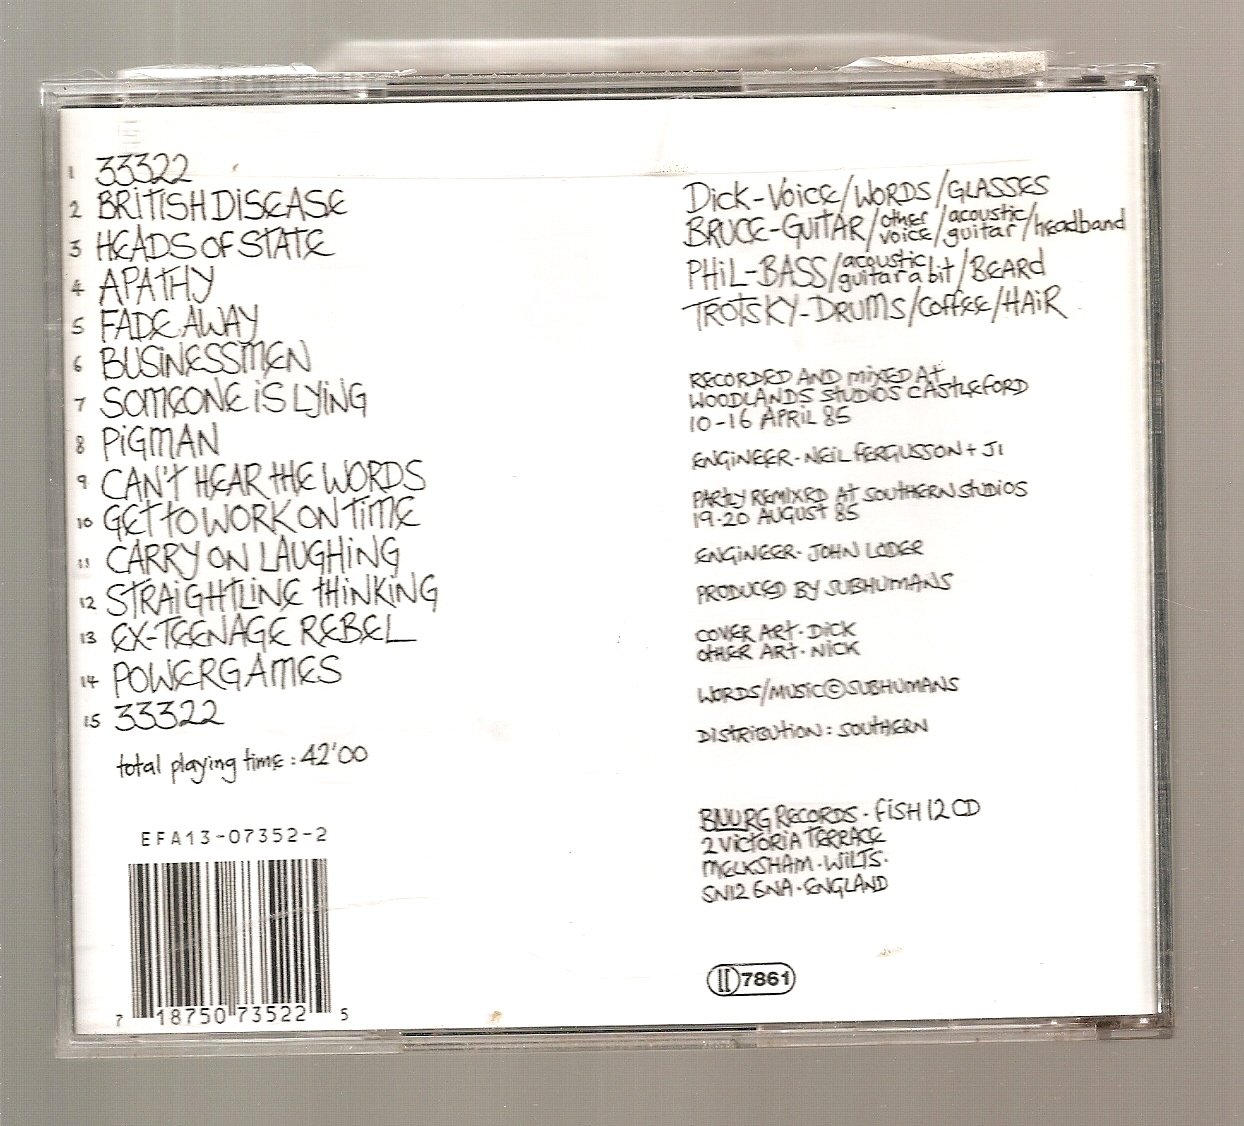 1 33322
2 BRITISH DISEASE
3 HEADS OF STATE
4 APATHY
5 FADE AWAY
6 BUSINESSMEN
7 SOMEONE IS LYING
8 PIGMAN
9 CAN'T HEAR THE WORDS
10 GET TO WORK ON TIME
11 CARRY ON LAUGHING
12 STRAIGHTLINE THINKING
13 EX-TEENAGE REBEL
14 POWERGAMES
15 33322
total playing time : 42'00
EFA13-07352-2
7 18750 73522 5
DICK-VOICE/WORDS/GLASSES
BRUCE-GUITAR/other voice/acoustic guitar/headband
PHIL-BASS/acoustic guitar a bit/BEARD
TROTSKY-DRUMS/COFFEE/HAIR
RECORDED AND MIXED AT
WOODLANDS STUDIOS CASTLEFORD
10-16 APRIL 85
ENGINEER-NEIL FERGUSSON + JI
PARTLY REMIXED AT SOUTHERN STUDIOS
19-20 AUGUST 85
ENGINEER- JOHN LODER
PRODUCED BY SUBHUMANS
COVER ART- DICK
OTHER ART- NICK
WORDS/MUSIC © SUBHUMANS
DISTRIBUTION : SOUTHERN
BLUURG RECORDS - FISH 12 CD
2 VICTORIA TERRACE
MELKSHAM - WILTS-
SN12 6NA - ENGLAND
7861